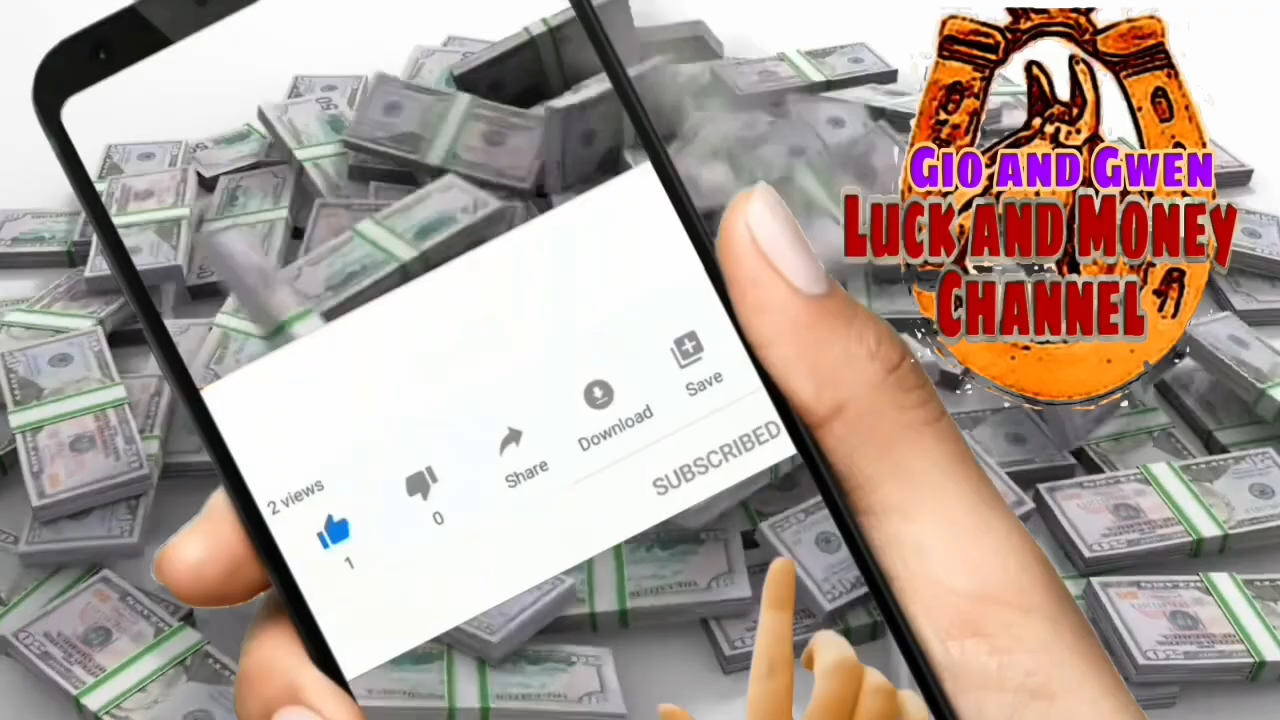 Gio and Gwen
Luck and Money
Channel
2 views
1
0
Share
Download
Save
SUBSCRIBED